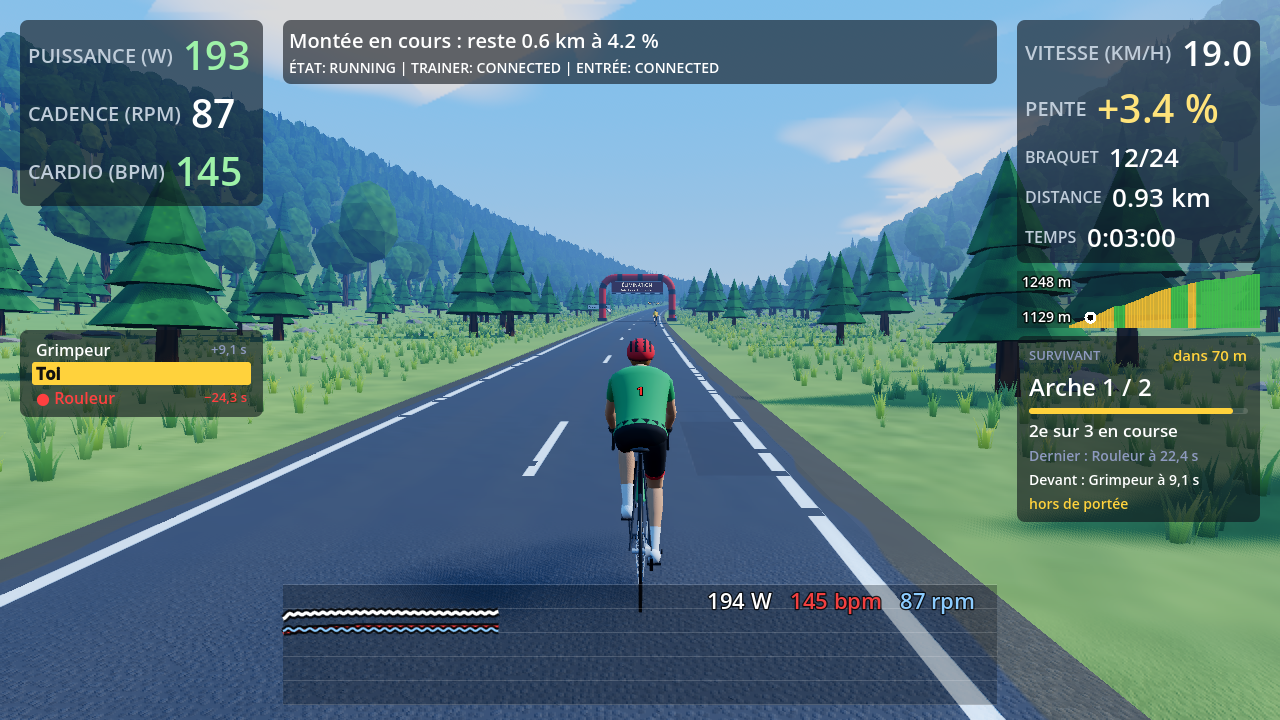 PUISSANCE (W) 193
CADENCE (RPM) 87
CARDIO (BPM) 145
Montée en cours : reste 0.6 km à 4.2 %
ÉTAT: RUNNING | TRAINER: CONNECTED | ENTRÉE: CONNECTED
VITESSE (KM/H) 19.0
PENTE +3.4 %
BRAQUET 12/24
DISTANCE 0.93 km
TEMPS 0:03:00
1248 m
1129 m
Grimpeur +9,1 s
Toi
Rouleur −24,3 s
SURVIVANT dans 70 m
Arche 1 / 2
2e sur 3 en course
Dernier : Rouleur à 22,4 s
Devant : Grimpeur à 9,1 s
hors de portée
ÉLIMINATION
1
194 W 145 bpm 87 rpm